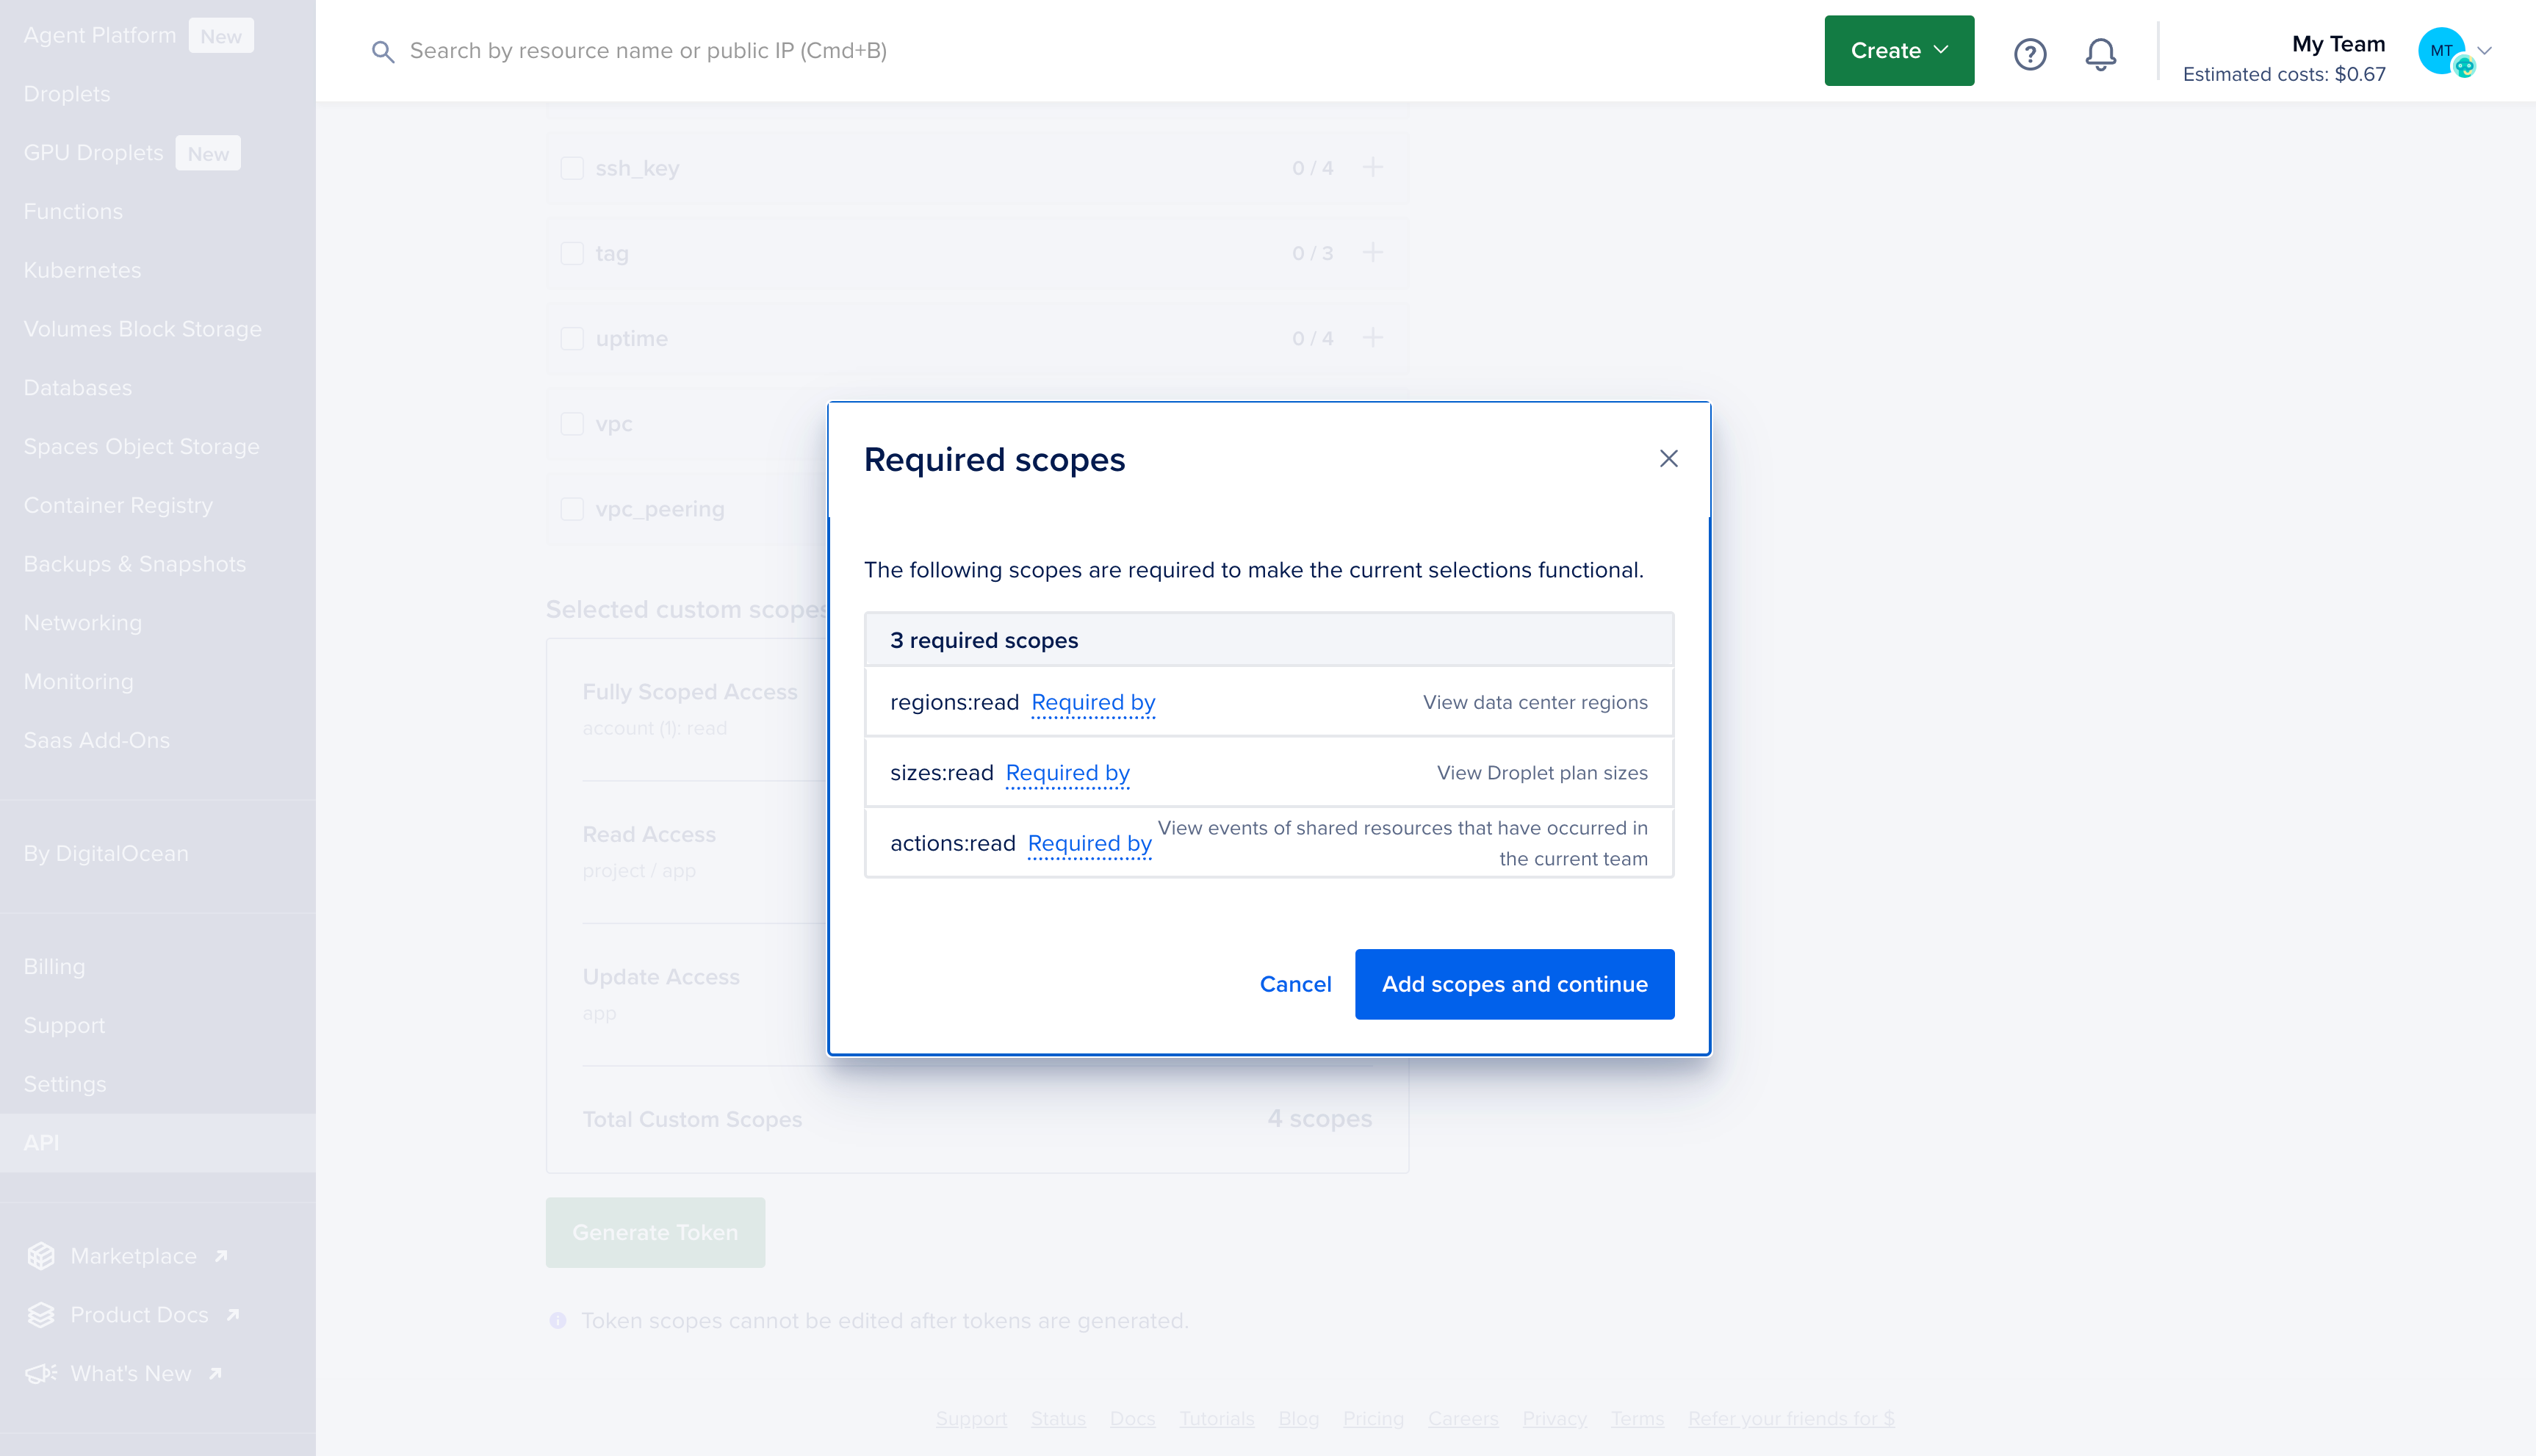 Agent Platform New
Droplets
GPU Droplets New
Functions
Kubernetes
Volumes Block Storage
Databases
Spaces Object Storage
Container Registry
Backups & Snapshots
Networking
Monitoring
Saas Add-Ons
By DigitalOcean
Billing
Support
Settings
API
Marketplace
Product Docs
What's New
Search by resource name or public IP (Cmd+B)
Create
My Team
Estimated costs: $0.67
MT
ssh_key 0 / 4
tag 0 / 3
uptime 0 / 4
vpc
vpc_peering
Selected custom scopes
Fully Scoped Access
account (1): read
Read Access
project / app
Update Access
app
Total Custom Scopes 4 scopes
Generate Token
Token scopes cannot be edited after tokens are generated.
Required scopes
The following scopes are required to make the current selections functional.
3 required scopes
regions:read Required by View data center regions
sizes:read Required by View Droplet plan sizes
actions:read Required by View events of shared resources that have occurred in
the current team
Cancel Add scopes and continue
Support Status Docs Tutorials Blog Pricing Careers Privacy Terms Refer your friends for $